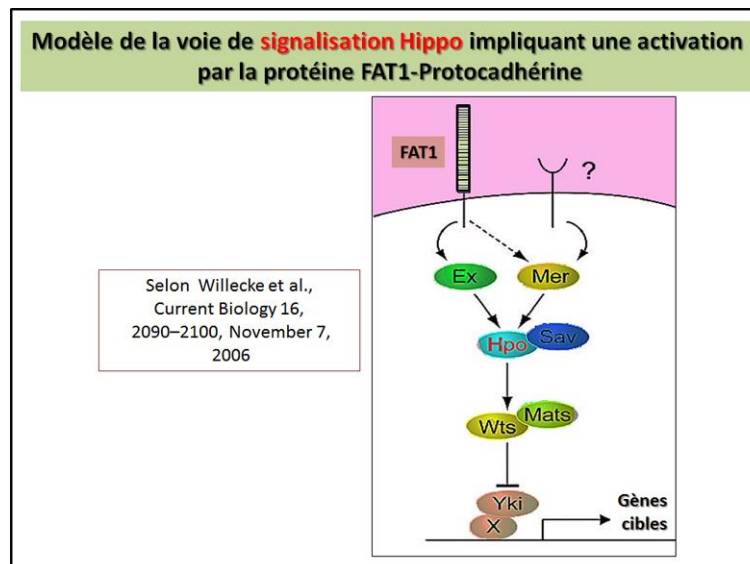 Modèle de la voie de signalisation Hippo impliquant une activation
par la protéine FAT1-Protocadhérine
FAT1
?
Ex
Mer
Selon Willecke et al.,
Current Biology 16,
2090–2100, November 7,
2006
Hpo
Sav
Wts
Mats
Yki
X
Gènes
cibles